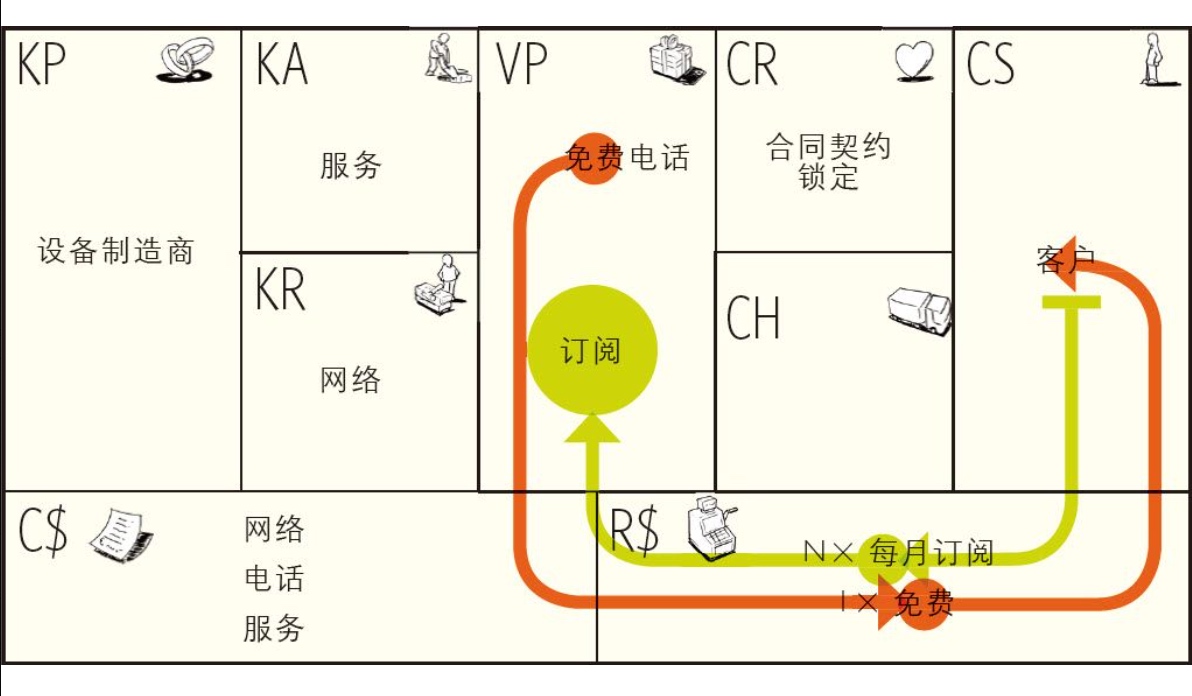 KP
设备制造商
KA
服务
KR
网络
VP
免费电话
订阅
CR
合同契约
锁定
CH
CS
客户
C$
网络
电话
服务
R$
N× 每月订阅
1× 免费